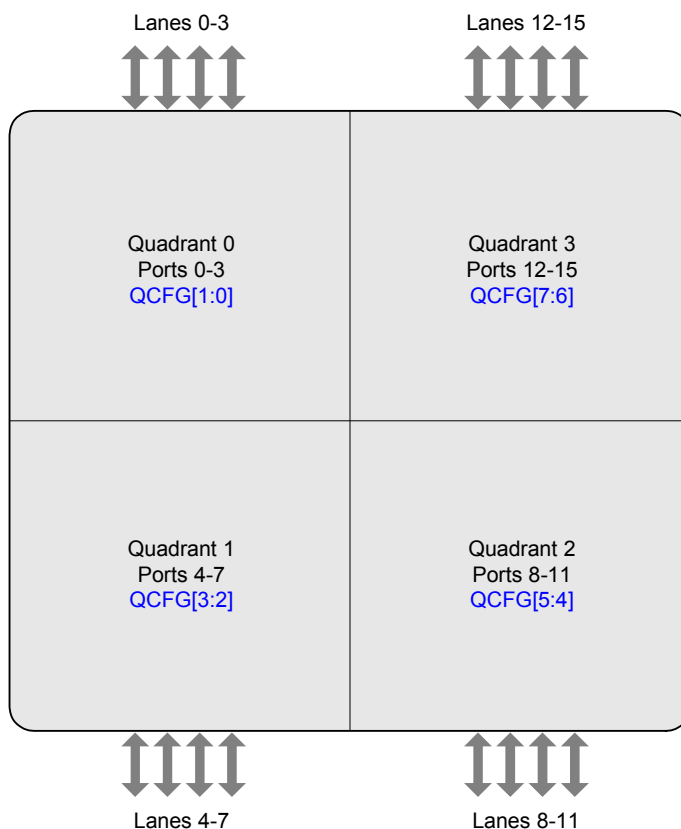 Lanes 0-3
Lanes 12-15
Quadrant 0
Ports 0-3
QCFG[1:0]
Quadrant 3
Ports 12-15
QCFG[7:6]
Quadrant 1
Ports 4-7
QCFG[3:2]
Quadrant 2
Ports 8-11
QCFG[5:4]
Lanes 4-7
Lanes 8-11